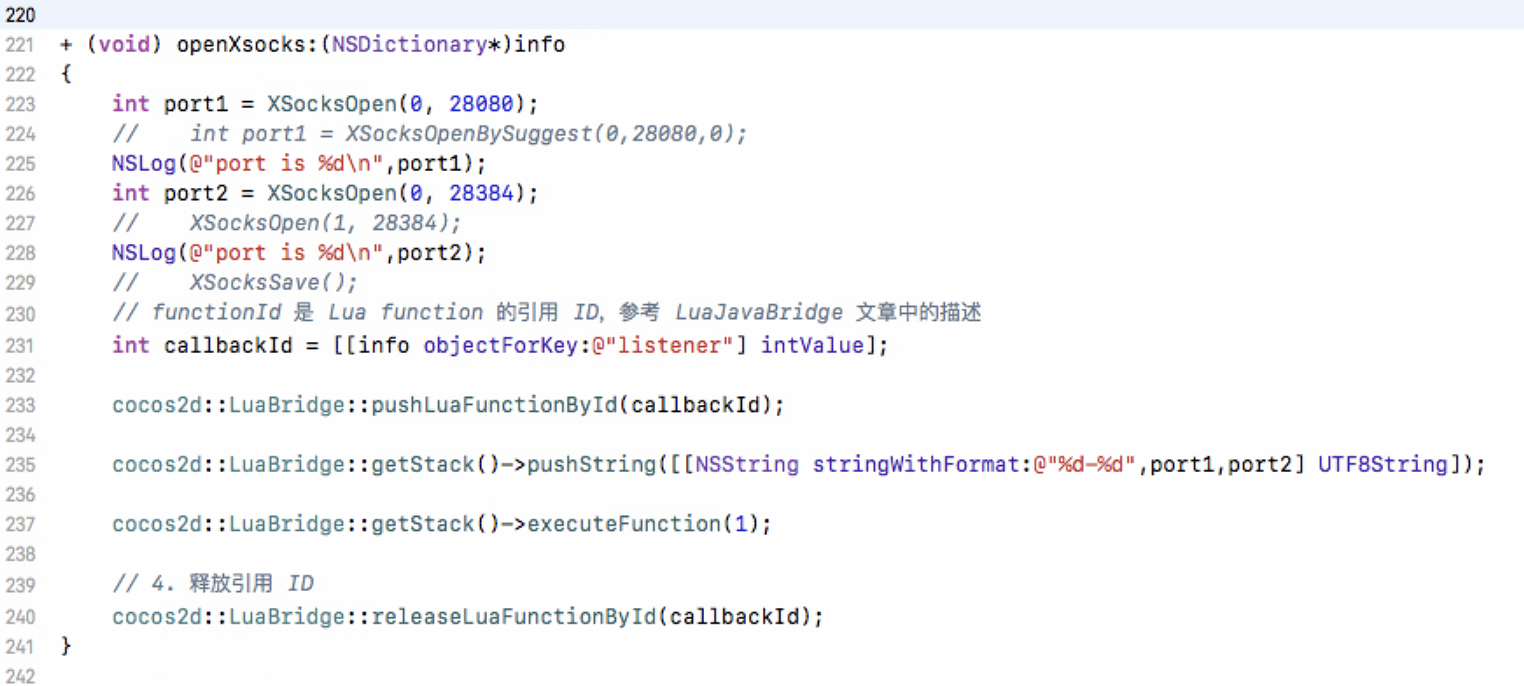 220
221 + (void) openXsocks:(NSDictionary*)info
222 {
223     int port1 = XSocksOpen(0, 28080);
224     //    int port1 = XSocksOpenBySuggest(0,28080,0);
225     NSLog(@"port is %d\n",port1);
226     int port2 = XSocksOpen(0, 28384);
227     //    XSocksOpen(1, 28384);
228     NSLog(@"port is %d\n",port2);
229     //    XSocksSave();
230     // functionId 是 Lua function 的引用 ID，参考 LuaJavaBridge 文章中的描述
231     int callbackId = [[info objectForKey:@"listener"] intValue];
232
233     cocos2d::LuaBridge::pushLuaFunctionById(callbackId);
234
235     cocos2d::LuaBridge::getStack()->pushString([[NSString stringWithFormat:@"%d-%d",port1,port2] UTF8String]);
236
237     cocos2d::LuaBridge::getStack()->executeFunction(1);
238
239     // 4. 释放引用 ID
240     cocos2d::LuaBridge::releaseLuaFunctionById(callbackId);
241 }
242